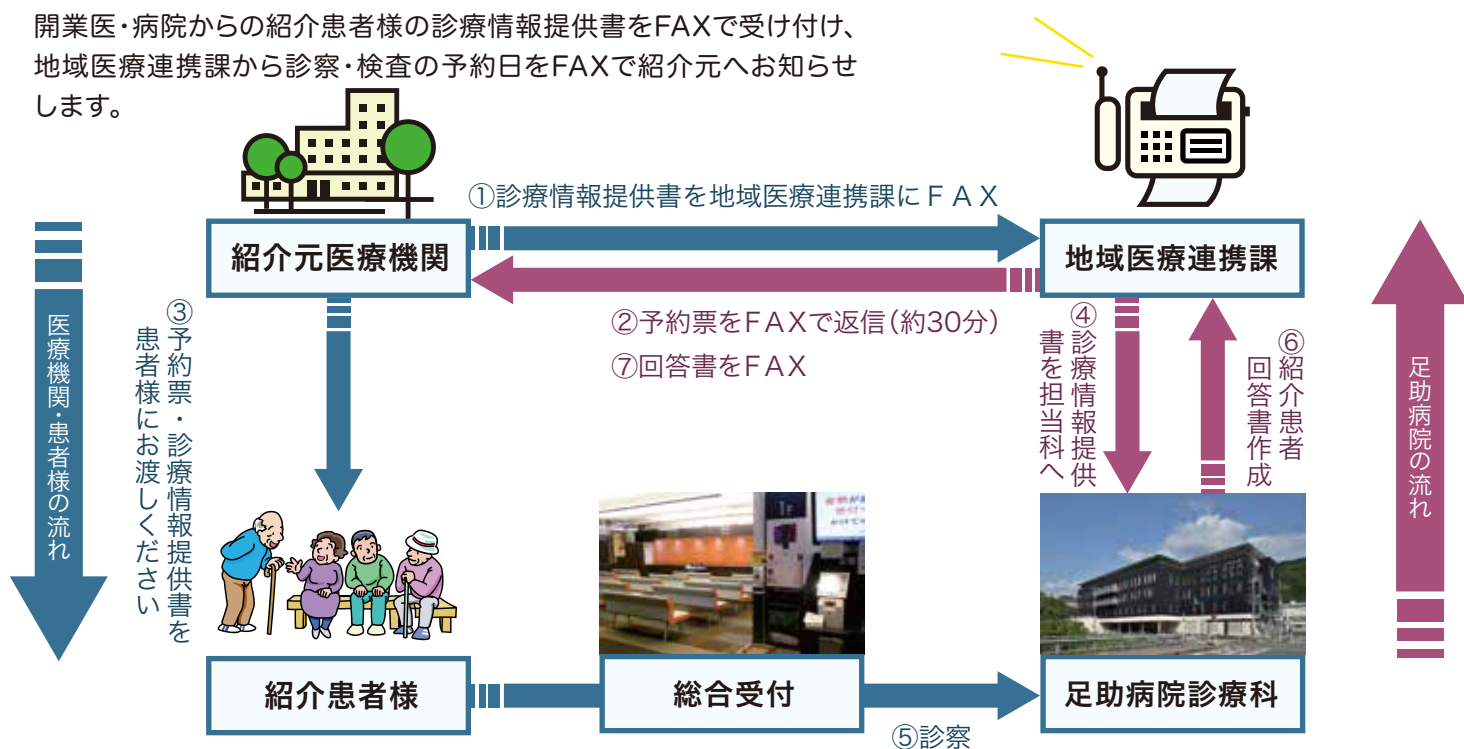 開業医・病院からの紹介患者様の診療情報提供書をFAXで受け付け、
地域医療連携課から診察・検査の予約日をFAXで紹介元へお知らせ
します。
①診療情報提供書を地域医療連携課にＦＡＸ
紹介元医療機関
地域医療連携課
②予約票をFAXで返信（約30分）
⑦回答書をFAX
医療機関・患者様の流れ
③予約票・診療情報提供書を
患者様にお渡しください
④診療情報提供
書を担当科へ
⑥紹介患者
回答書作成
足助病院の流れ
紹介患者様
総合受付
足助病院診療科
⑤診察